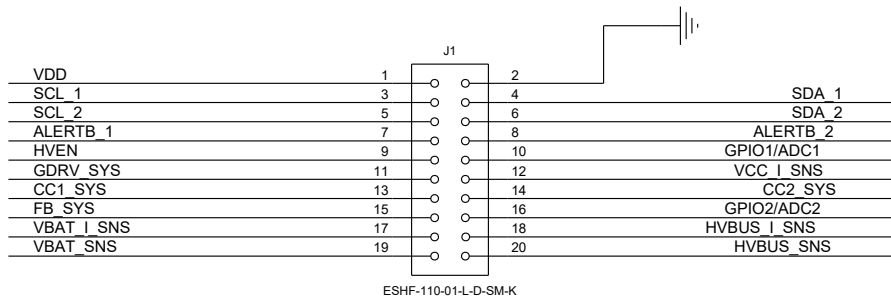 J1
VDD 1 2
SCL_1 3 4 SDA_1
SCL_2 5 6 SDA_2
ALERTB_1 7 8 ALERTB_2
HVEN 9 10 GPIO1/ADC1
GDRV_SYS 11 12 VCC_I_SNS
CC1_SYS 13 14 CC2_SYS
FB_SYS 15 16 GPIO2/ADC2
VBAT_I_SNS 17 18 HVBUS_I_SNS
VBAT_SNS 19 20 HVBUS_SNS
ESHF-110-01-L-D-SM-K